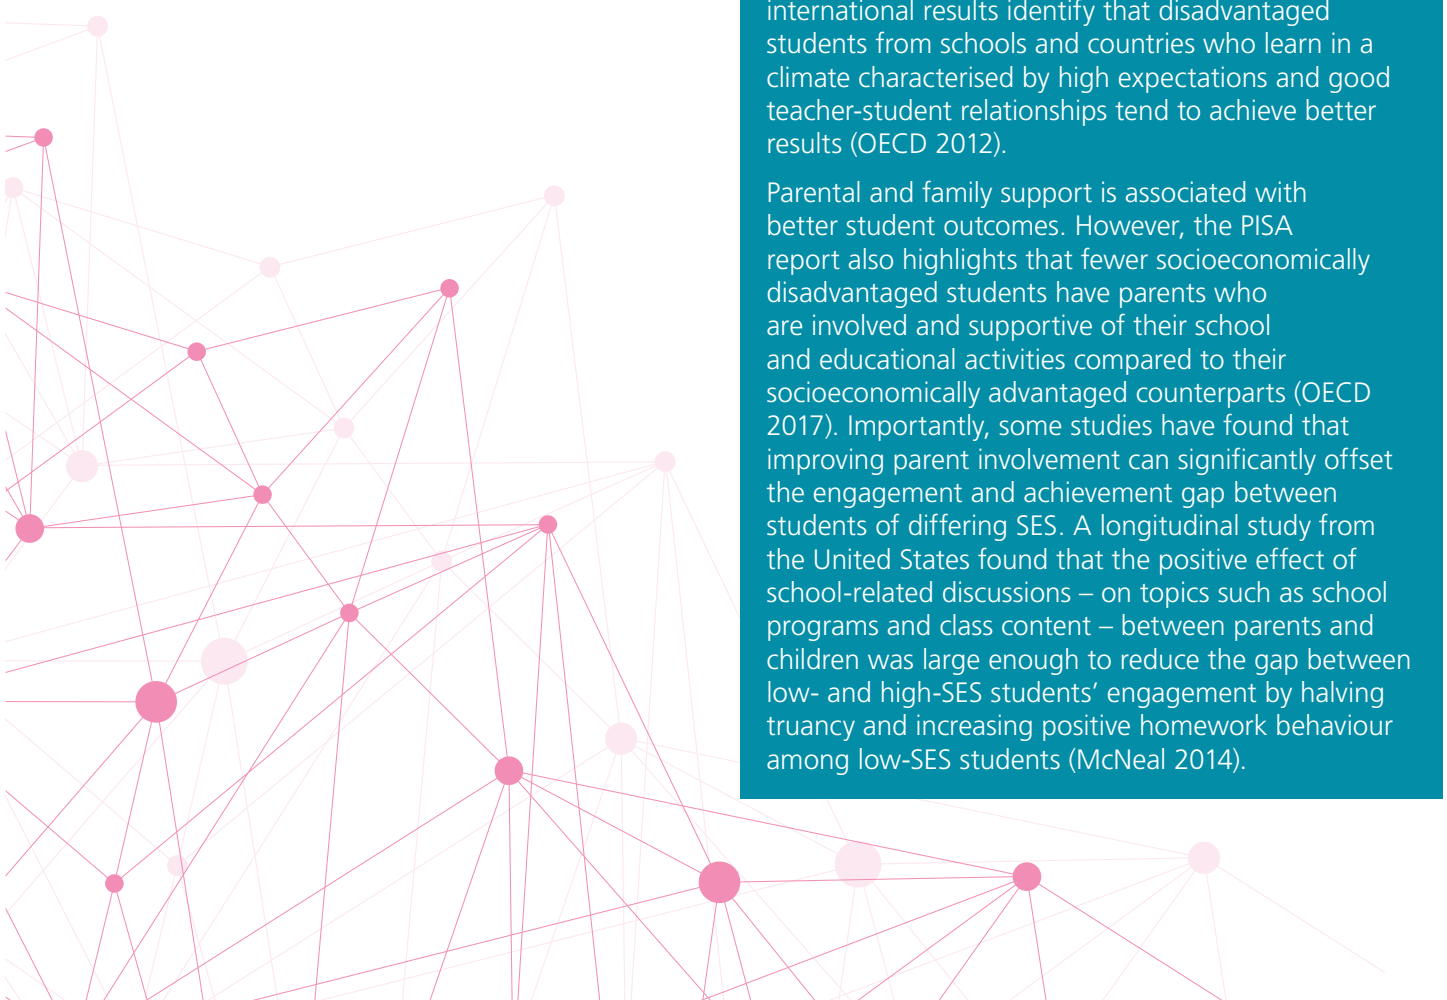 international results identify that disadvantaged
students from schools and countries who learn in a
climate characterised by high expectations and good
teacher-student relationships tend to achieve better
results (OECD 2012).
Parental and family support is associated with
better student outcomes. However, the PISA
report also highlights that fewer socioeconomically
disadvantaged students have parents who
are involved and supportive of their school
and educational activities compared to their
socioeconomically advantaged counterparts (OECD
2017). Importantly, some studies have found that
improving parent involvement can significantly offset
the engagement and achievement gap between
students of differing SES. A longitudinal study from
the United States found that the positive effect of
school-related discussions – on topics such as school
programs and class content – between parents and
children was large enough to reduce the gap between
low- and high-SES students’ engagement by halving
truancy and increasing positive homework behaviour
among low-SES students (McNeal 2014).